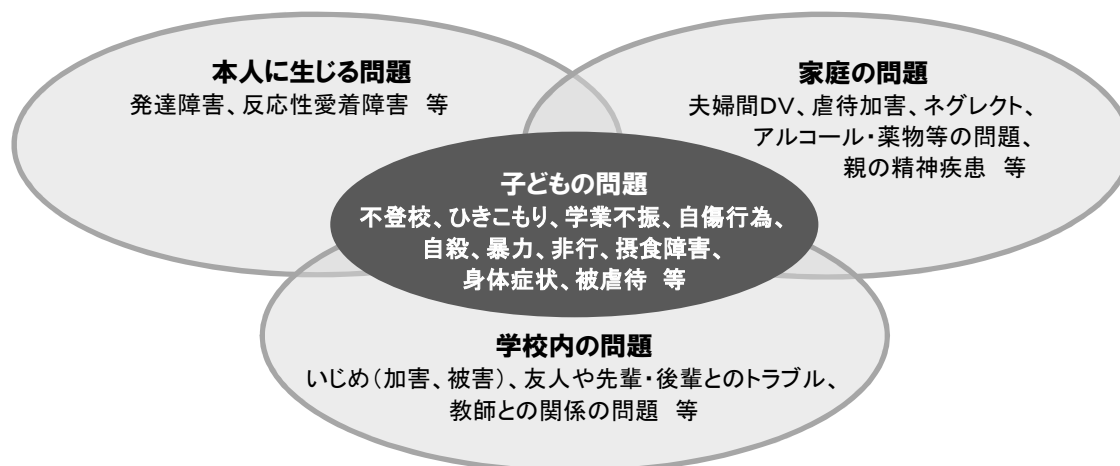 本人に生じる問題
発達障害、反応性愛着障害　等
家庭の問題
夫婦間DV、虐待加害、ネグレクト、
アルコール・薬物等の問題、
親の精神疾患　等
子どもの問題
不登校、ひきこもり、学業不振、自傷行為、
自殺、暴力、非行、摂食障害、
身体症状、被虐待　等
学校内の問題
いじめ（加害、被害）、友人や先輩・後輩とのトラブル、
教師との関係の問題　等